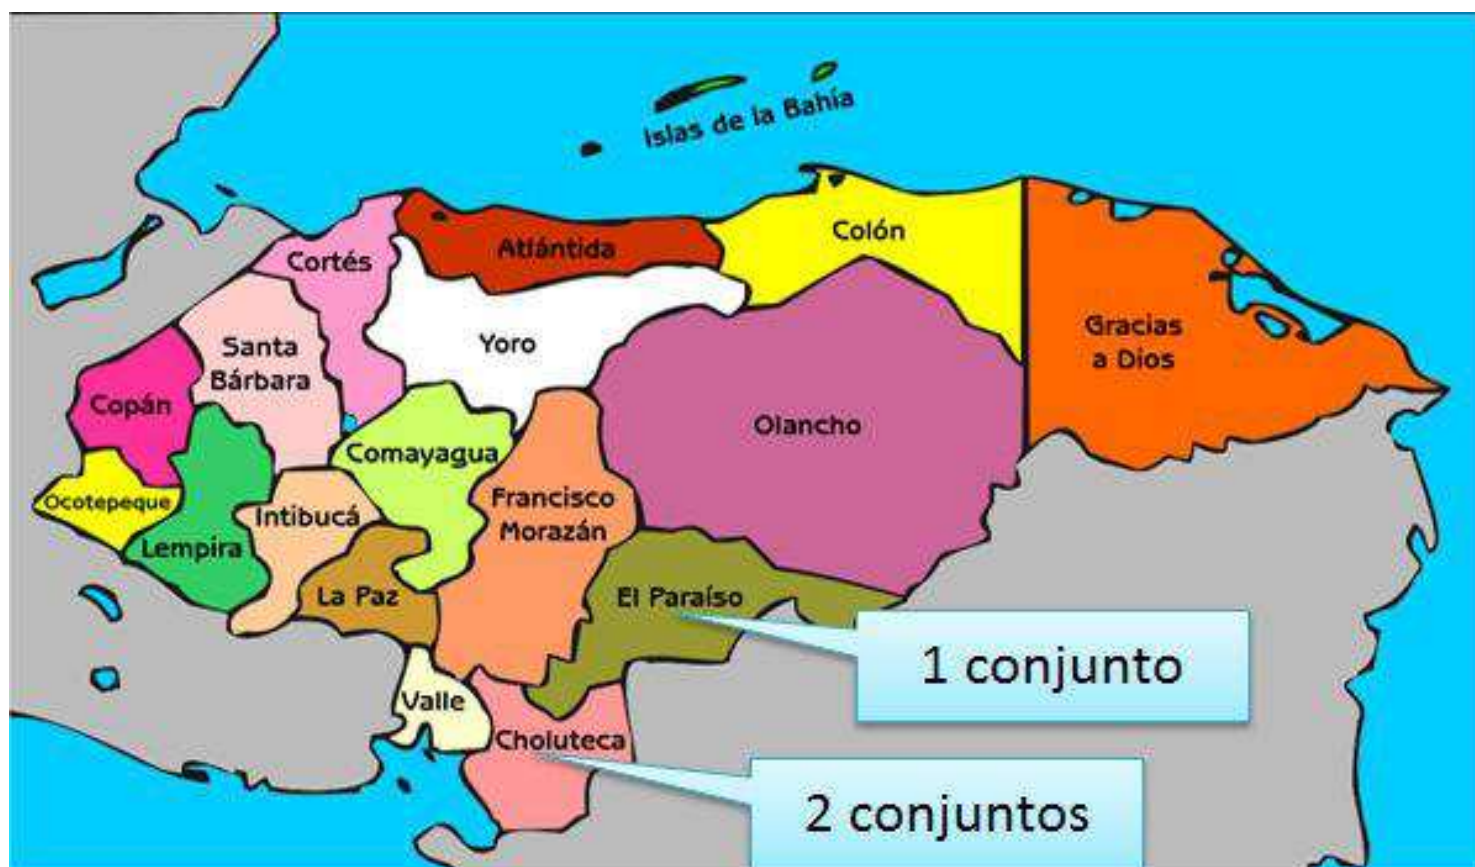 Islas de la Bahía
Colón
Atlántida
Cortés
Gracias
a Dios
Yoro
Santa
Bárbara
Copán
Olancho
Comayagua
Ocotepeque
Francisco
Morazán
Intibucá
Lempira
La Paz
El Paraíso
1 conjunto
Valle
Choluteca
2 conjuntos